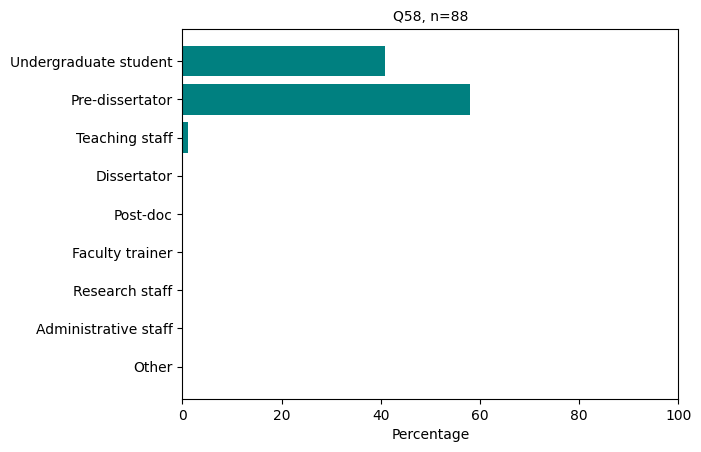 Q58, n=88
Undergraduate student
Pre-dissertator
Teaching staff
Dissertator
Post-doc
Faculty trainer
Research staff
Administrative staff
Other
0 20 40 60 80 100
Percentage